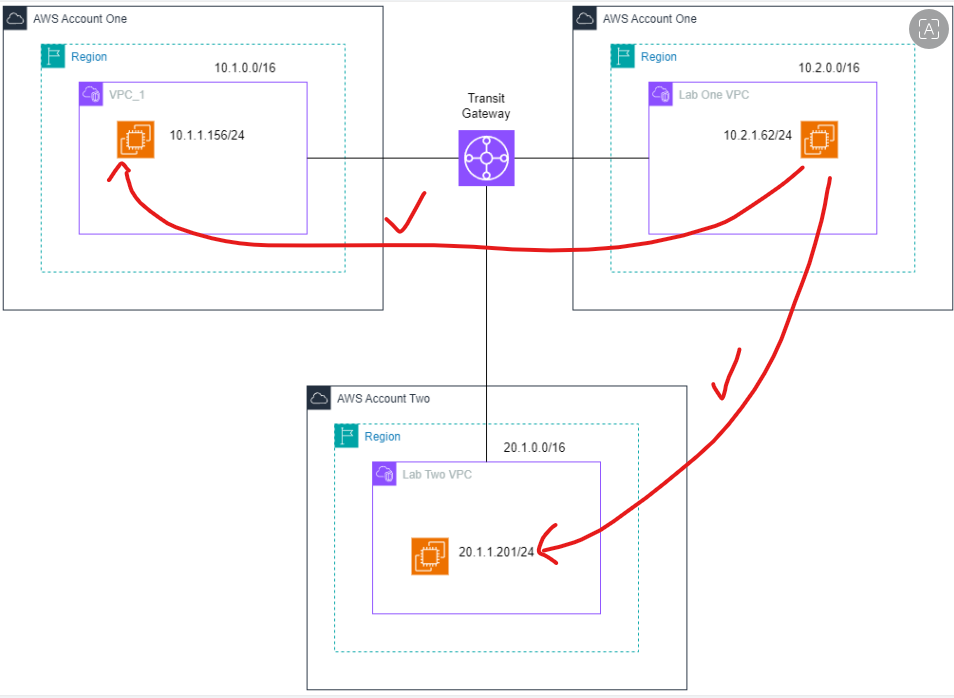 AWS Account One
Region
10.1.0.0/16
VPC_1
10.1.1.156/24
Transit
Gateway
AWS Account One
Region
10.2.0.0/16
Lab One VPC
10.2.1.62/24
A
AWS Account Two
Region
20.1.0.0/16
Lab Two VPC
20.1.1.201/24